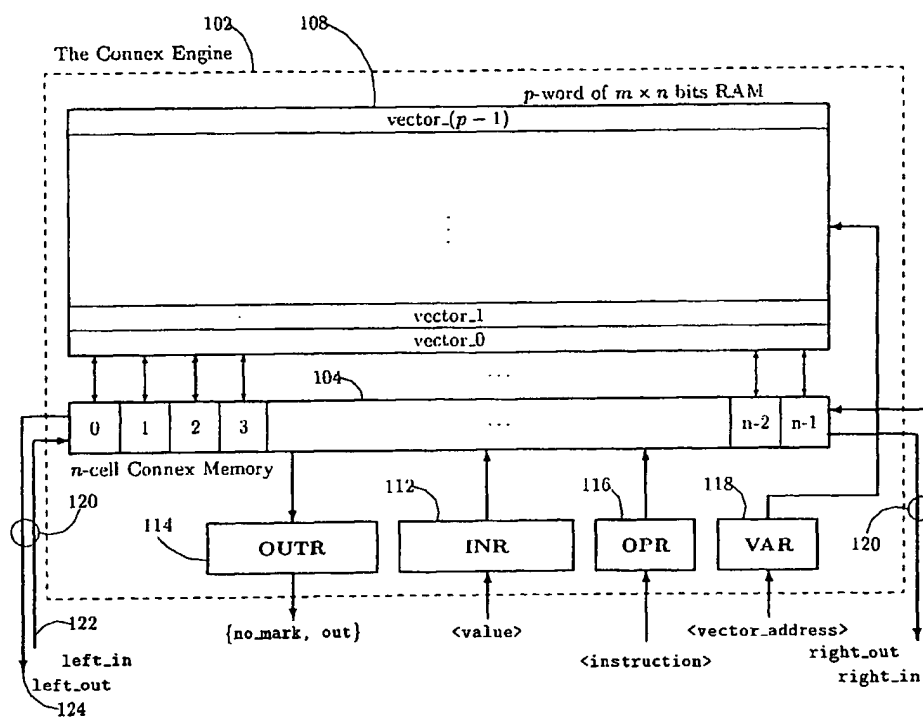 102
108
The Connex Engine
p-word of m × n bits RAM
vector_(p − 1)
vector_1
vector_0
104
...
0 1 2 3 ... n-2 n-1
n-cell Connex Memory
120
114
112
116
118
120
OUTR
INR
OPR
VAR
122
{no_mark, out}
<value>
<instruction>
<vector_address>
left_in
left_out
right_out
right_in
124